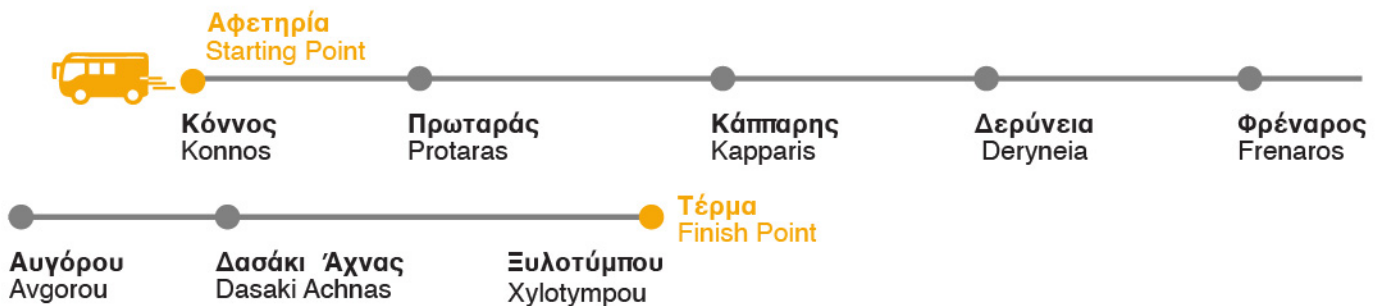 Αφετηρία
Starting Point
Κόννος Πρωταράς Κάππαρης Δερύνεια Φρέναρος
Konnos Protaras Kapparis Deryneia Frenaros
Τέρμα
Finish Point
Αυγόρου Δασάκι Άχνας Ξυλοτύμπου
Avgorou Dasaki Achnas Xylotympou